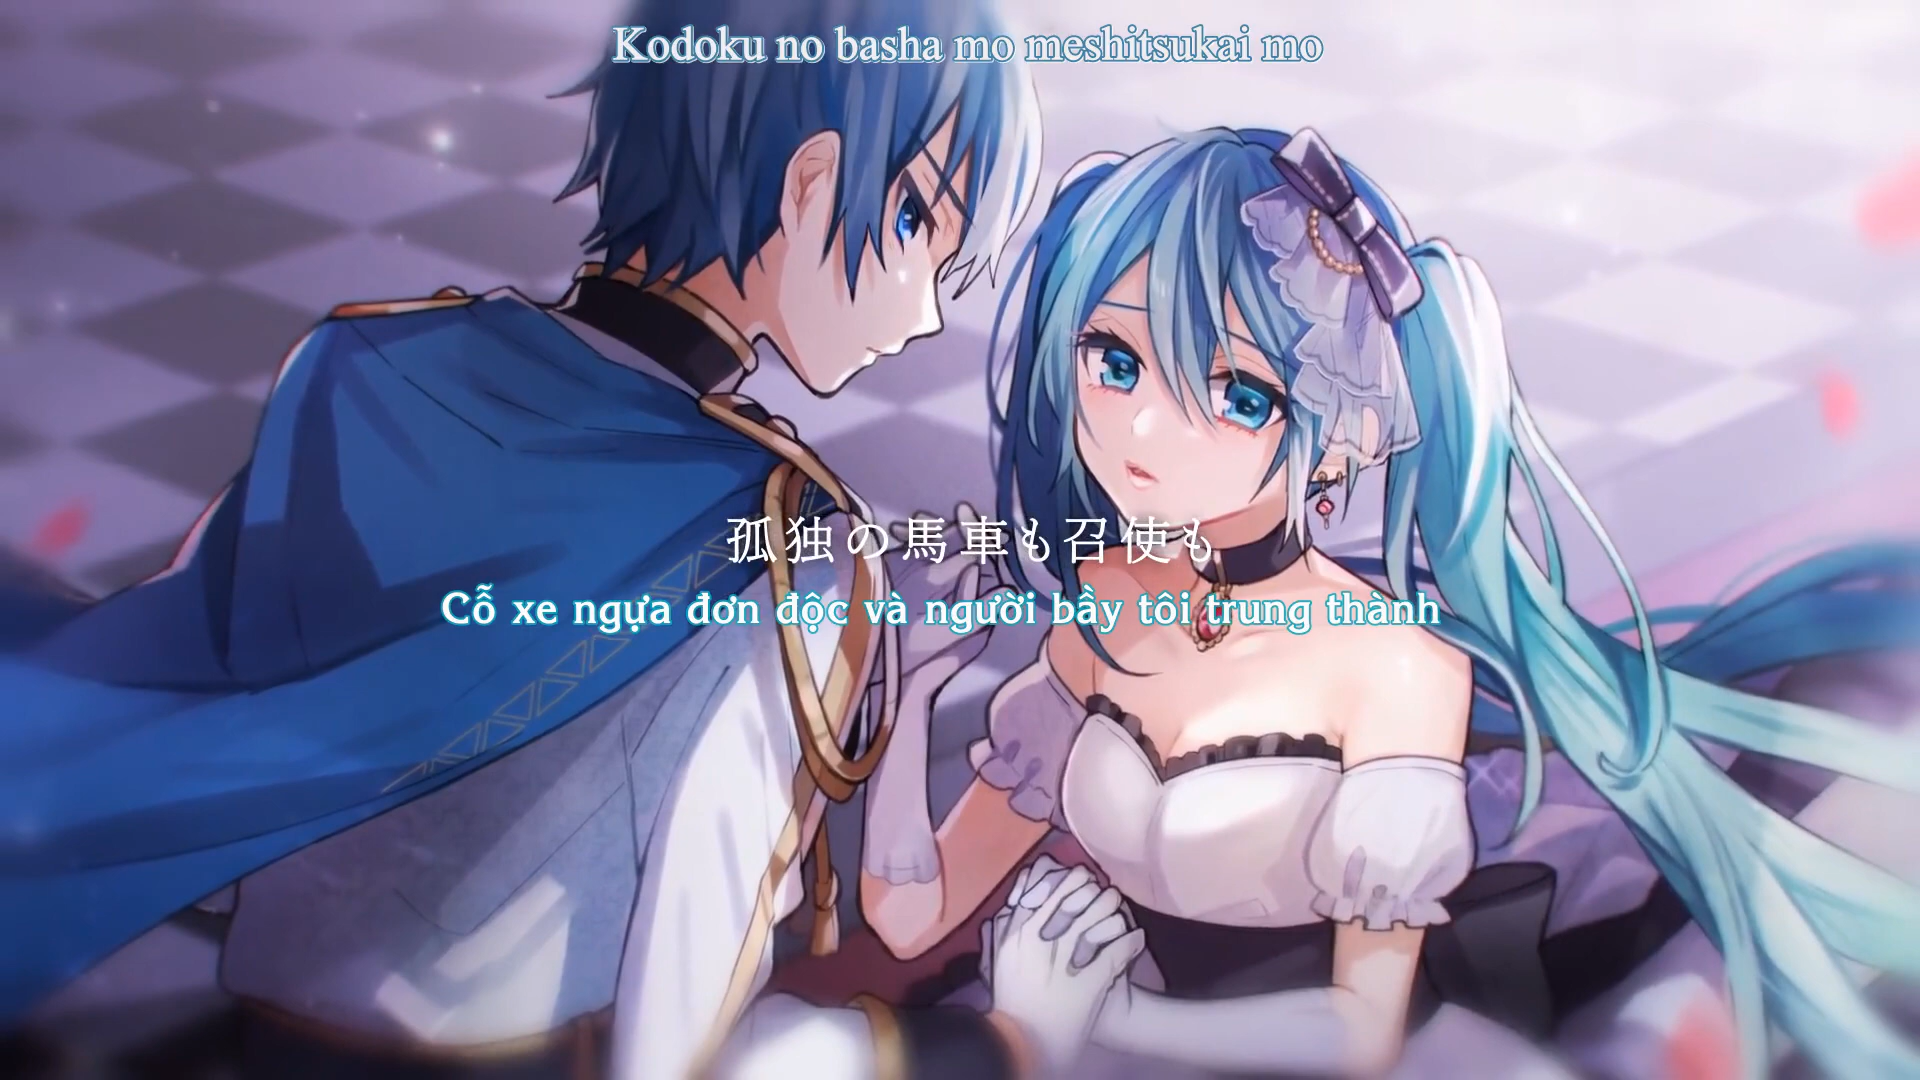 Kodoku no basha mo meshitsukai mo
孤独の馬車も召使も
Cỗ xe ngựa đơn độc và người bầy tôi trung thành